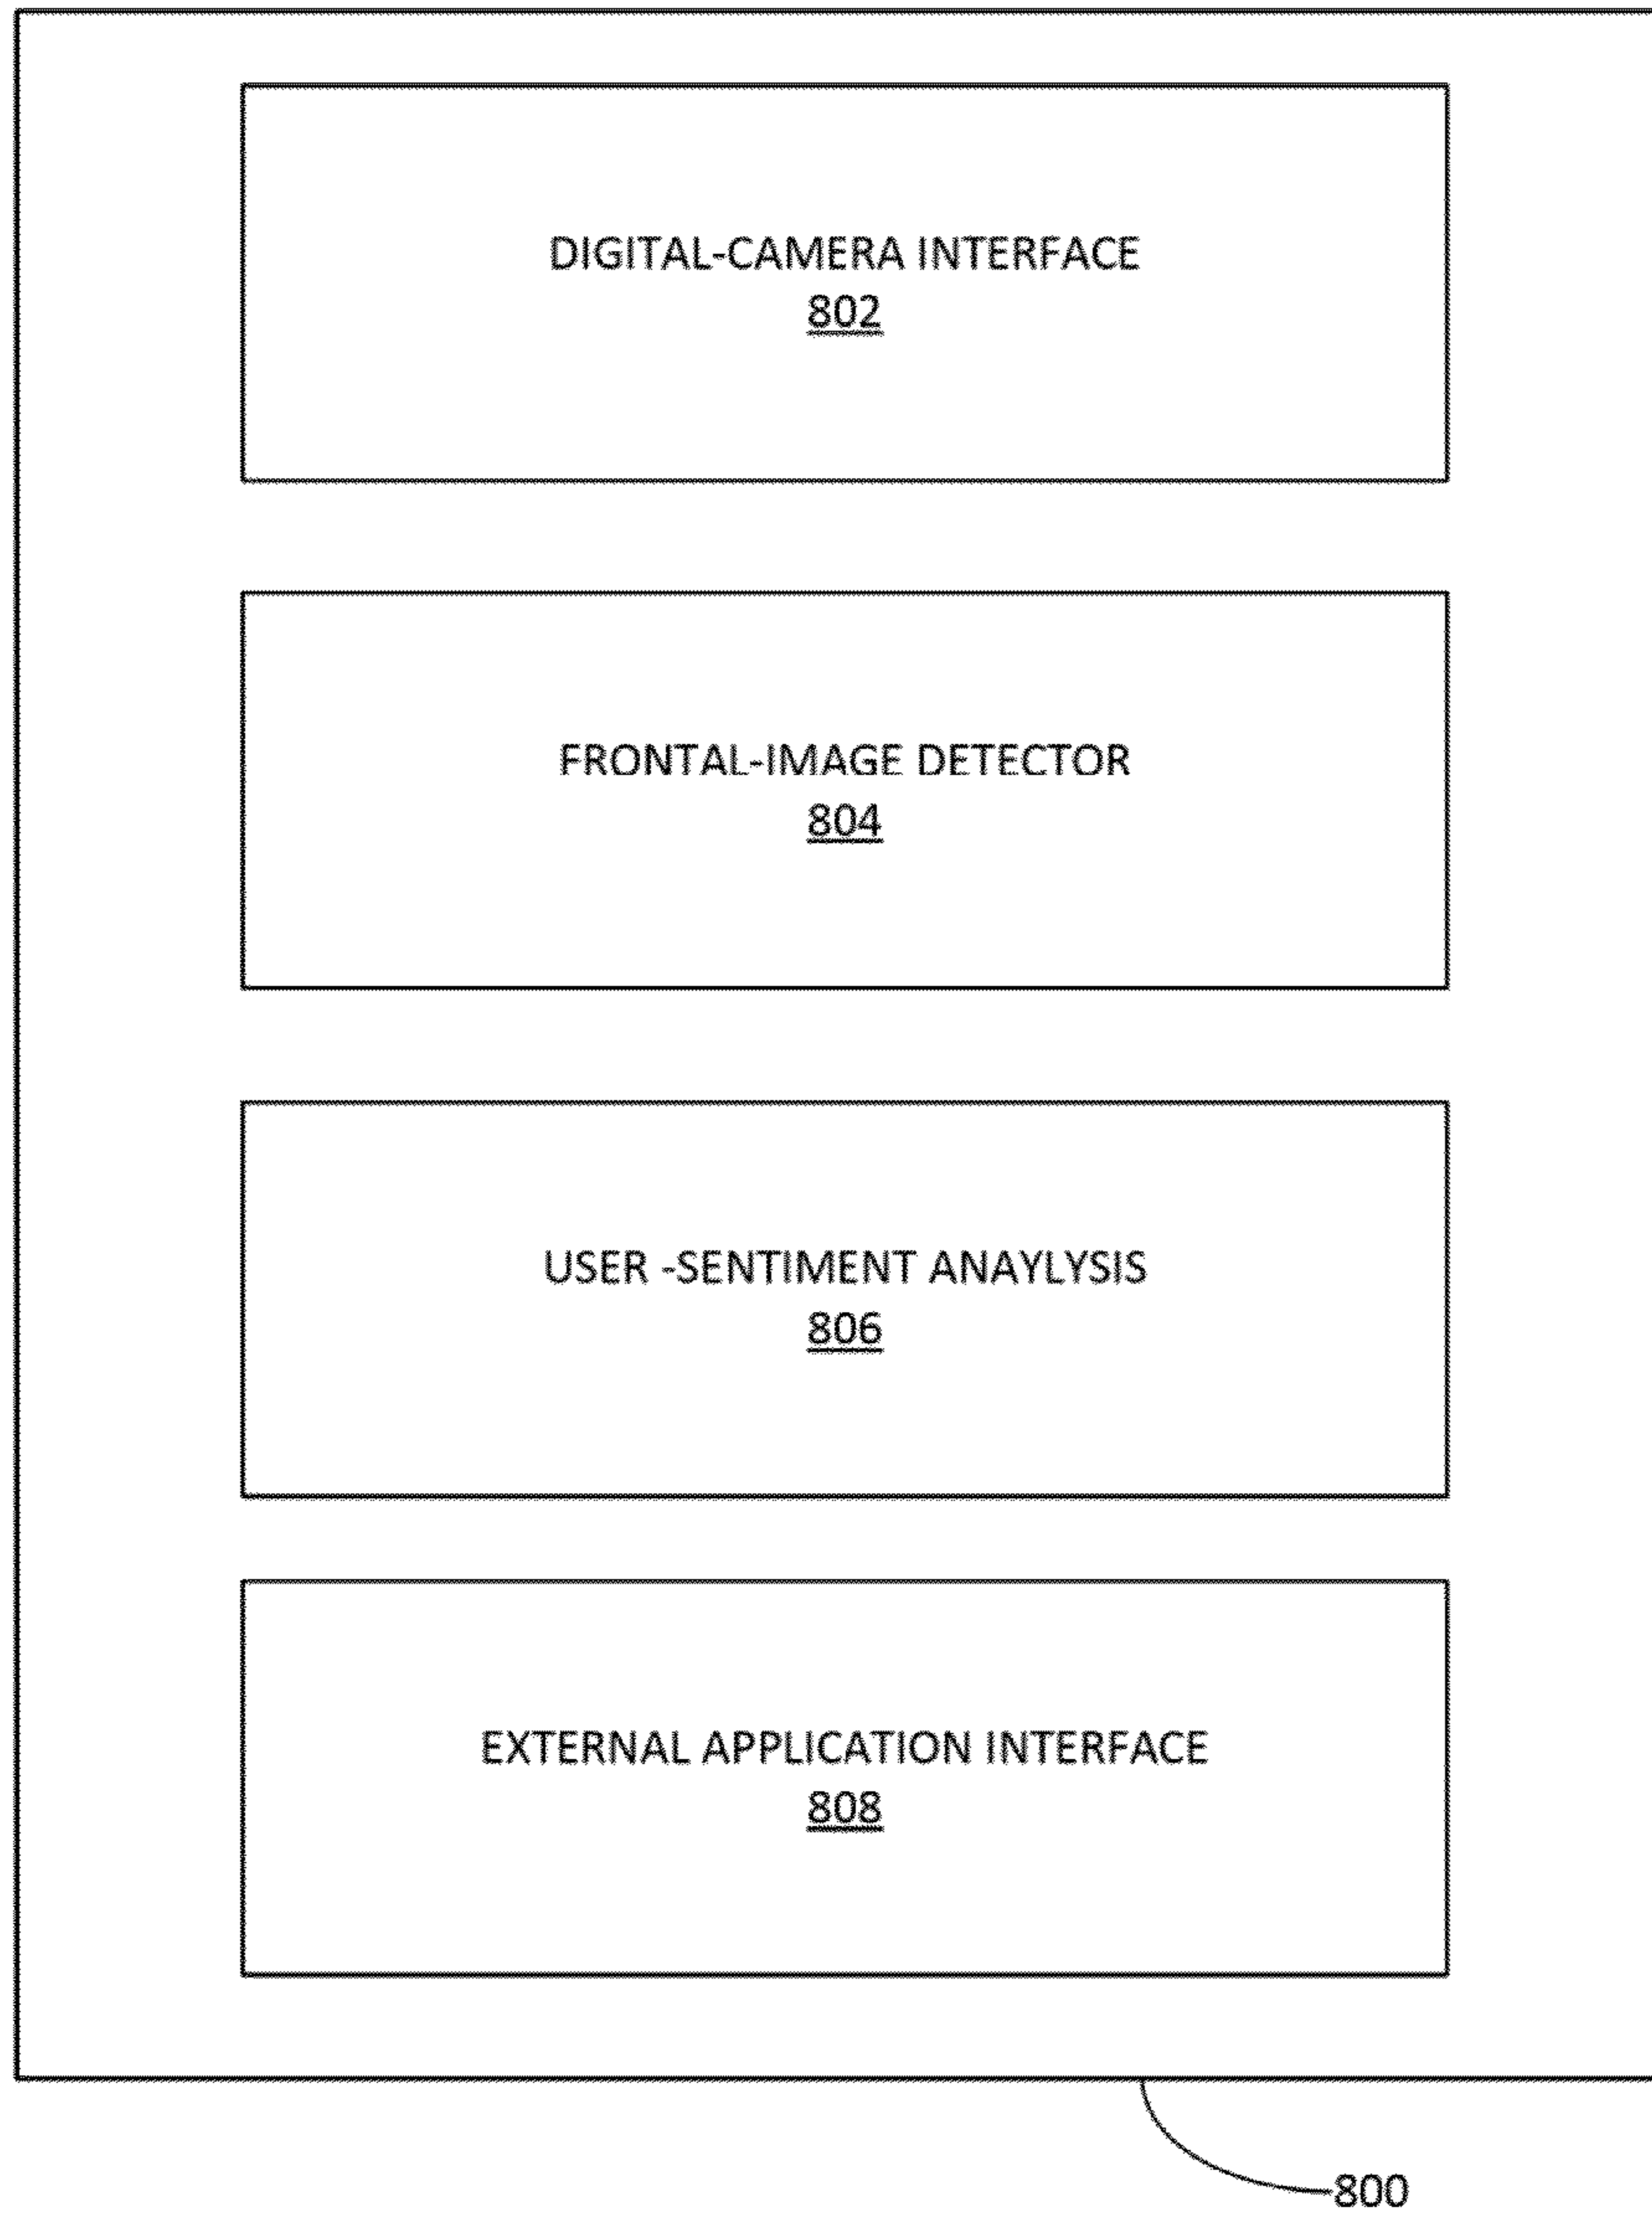 DIGITAL-CAMERA INTERFACE
802
FRONTAL-IMAGE DETECTOR
804
USER -SENTIMENT ANAYLYSIS
806
EXTERNAL APPLICATION INTERFACE
808
800